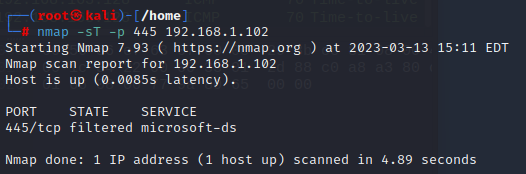 (root㉿kali)-[/home]
# nmap -sT -p 445 192.168.1.102
Starting Nmap 7.93 ( https://nmap.org ) at 2023-03-13 15:11 EDT
Nmap scan report for 192.168.1.102
Host is up (0.0085s latency).
PORT    STATE    SERVICE
445/tcp filtered microsoft-ds
Nmap done: 1 IP address (1 host up) scanned in 4.89 seconds